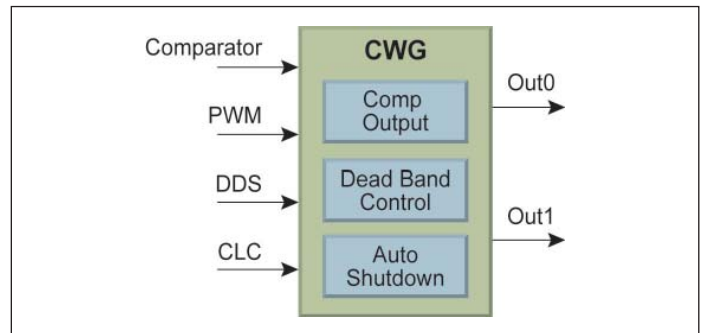 Comparator
PWM
DDS
CLC
CWG
Comp
Output
Dead Band
Control
Auto
Shutdown
Out0
Out1